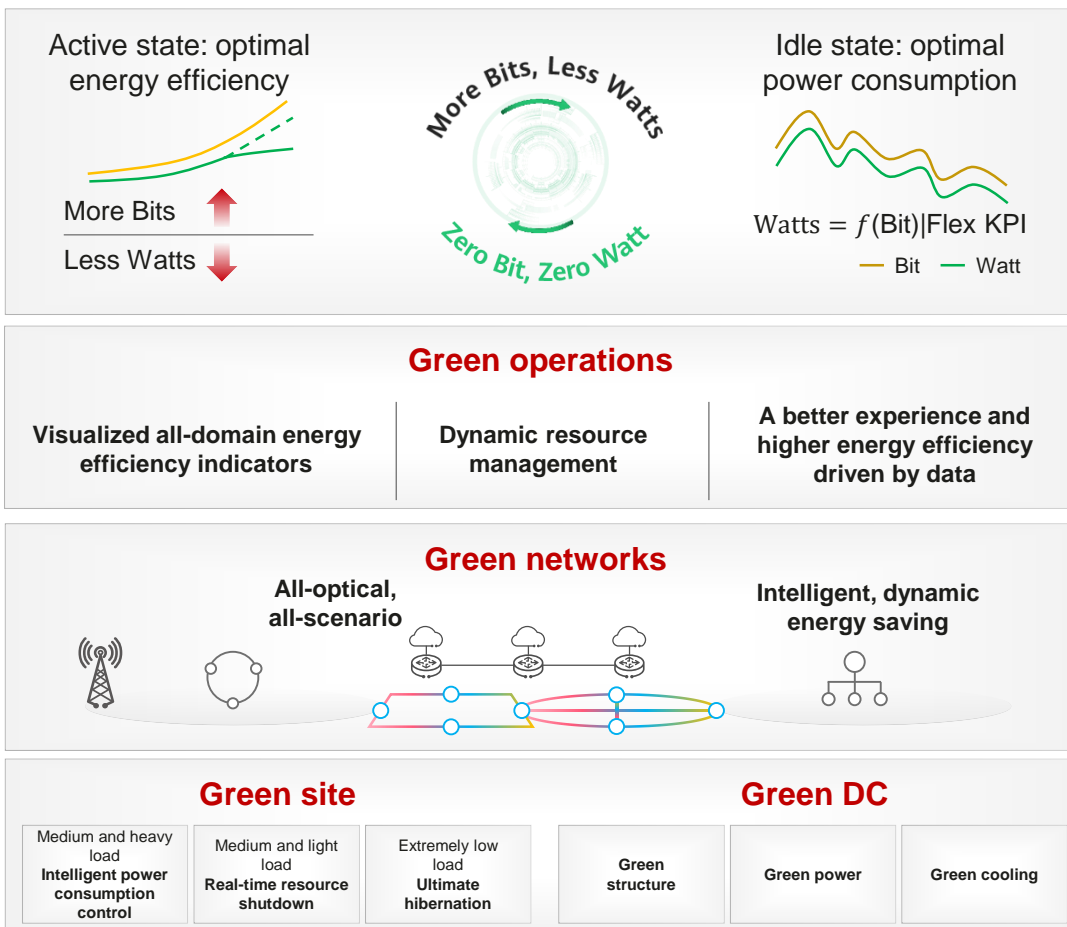 Active state: optimal
energy efficiency
More Bits
Less Watts
More Bits, Less Watts
Zero Bit, Zero Watt
Idle state: optimal
power consumption
Watts = f(Bit)|Flex KPI
Bit Watt
Green operations
Visualized all-domain energy
efficiency indicators
Dynamic resource
management
A better experience and
higher energy efficiency
driven by data
Green networks
All-optical,
all-scenario
Intelligent, dynamic
energy saving
Green site
Medium and heavy
load
Intelligent power
consumption
control
Medium and light
load
Real-time resource
shutdown
Extremely low
load
Ultimate
hibernation
Green DC
Green
structure
Green power
Green cooling